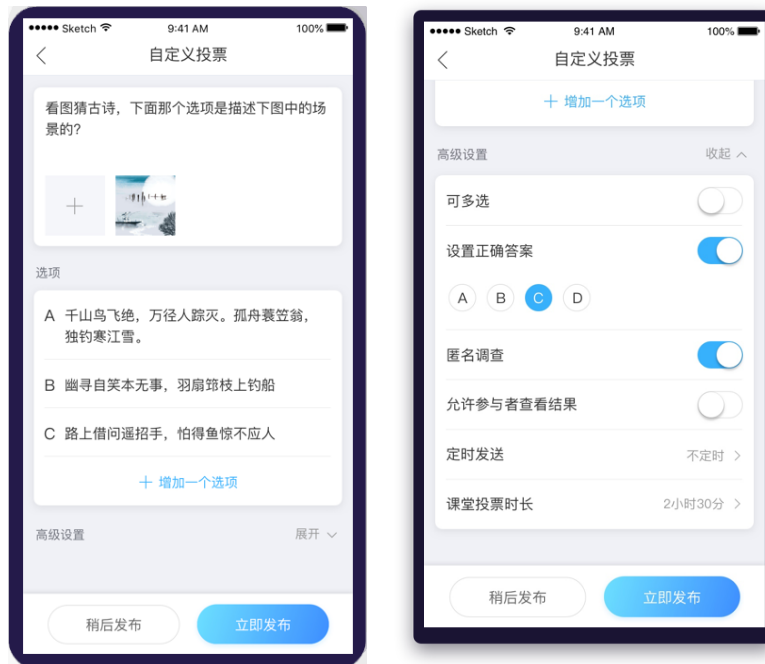 Sketch 9:41 AM 100%
自定义投票
看图猜古诗，下面那个选项是描述下图中的场
景的?
选项
A 千山鸟飞绝，万径人踪灭。孤舟蓑笠翁，
独钓寒江雪。
B 幽寻自笑本无事，羽扇筇枝上钓船
C 路上借问遥招手，怕得鱼惊不应人
＋ 增加一个选项
高级设置 展开
稍后发布 立即发布
Sketch 9:41 AM 100%
自定义投票
＋ 增加一个选项
高级设置 收起
可多选
设置正确答案
A B C D
匿名调查
允许参与者查看结果
定时发送 不定时
课堂投票时长 2小时30分
稍后发布 立即发布